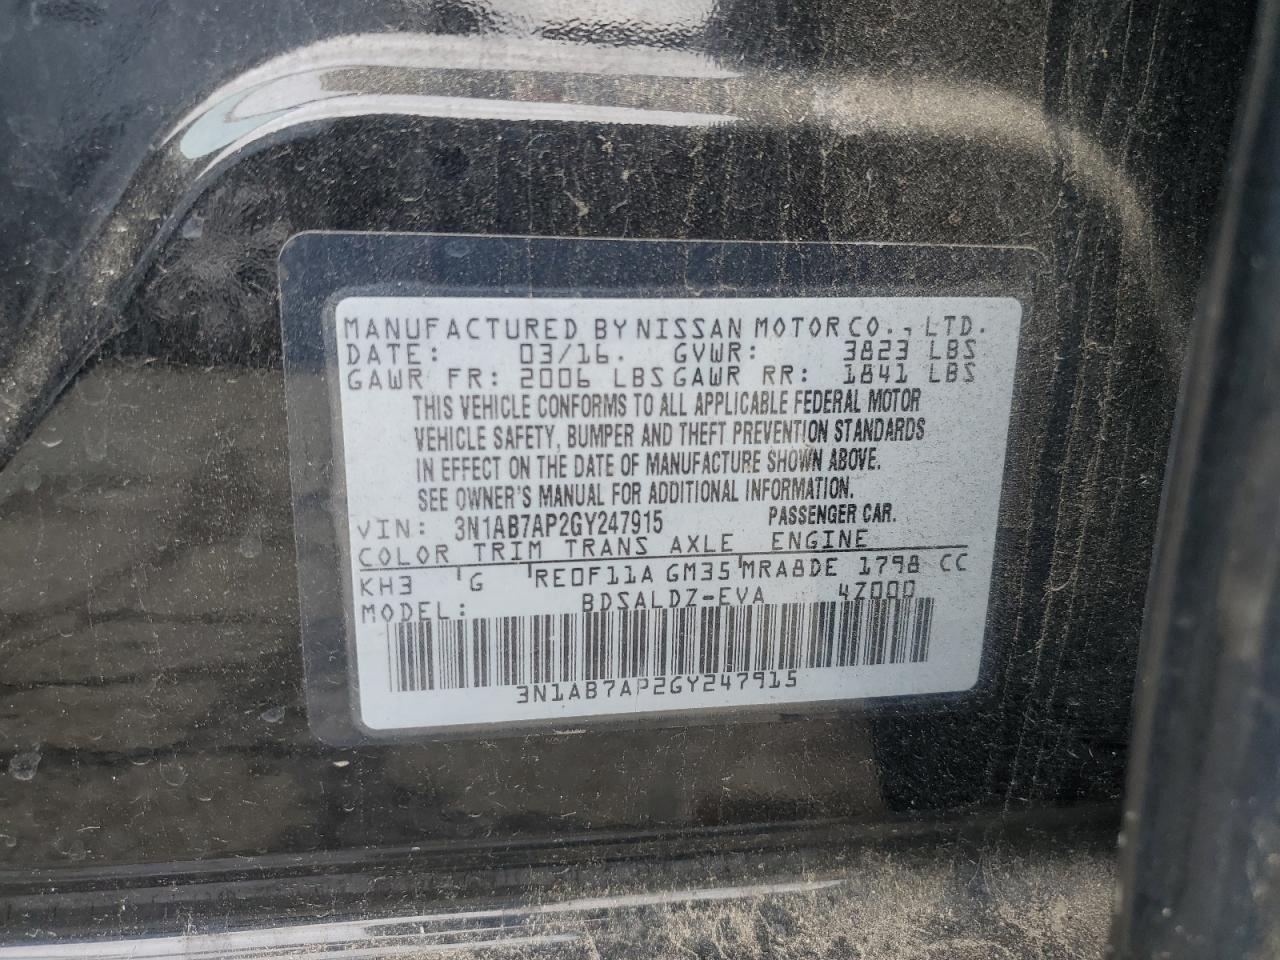 MANUFACTURED BY NISSAN MOTOR CO., LTD.
DATE: 03/16. GVWR: 3823 LBS
GAWR FR: 2006 LBS GAWR RR: 1841 LBS
THIS VEHICLE CONFORMS TO ALL APPLICABLE FEDERAL MOTOR
VEHICLE SAFETY, BUMPER AND THEFT PREVENTION STANDARDS
IN EFFECT ON THE DATE OF MANUFACTURE SHOWN ABOVE.
SEE OWNER'S MANUAL FOR ADDITIONAL INFORMATION.
VIN: 3N1AB7AP2GY247915 PASSENGER CAR.
COLOR TRIM TRANS AXLE ENGINE
KH3 G RE0F11A GM35 MRA8DE 1798 CC
MODEL: BDSALDZ-EVA 4Z000
3N1AB7AP2GY247915